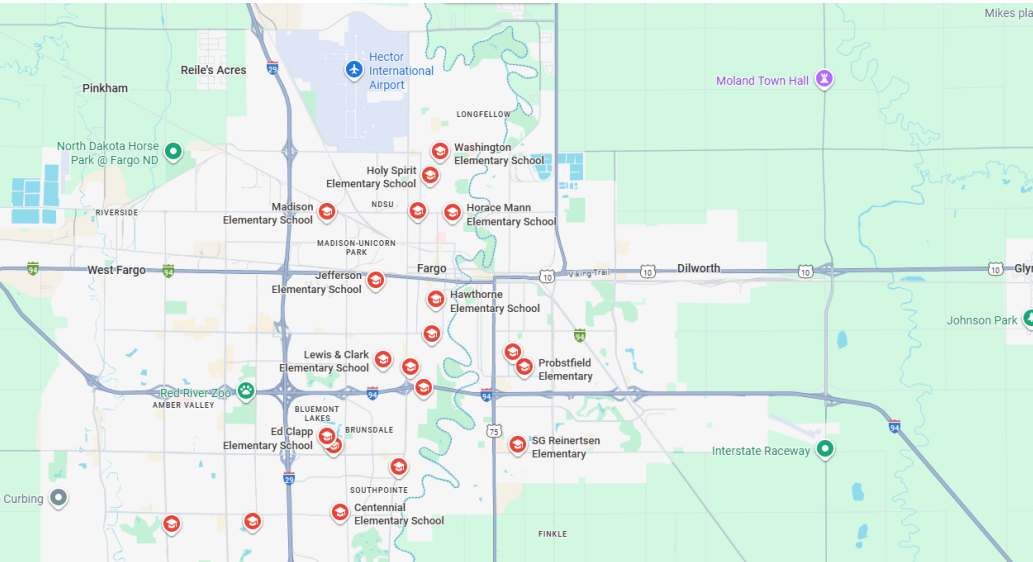 Mikes pla
Hector
International
Airport
Reile's Acres
29
Pinkham
Moland Town Hall
LONGFELLOW
North Dakota Horse
Park @ Fargo ND
Washington
Elementary School
Holy Spirit
Elementary School
Madison
Elementary School
NDSU
Horace Mann
Elementary School
RIVERSIDE
MADISON-UNICORN
PARK
94
West Fargo
94
Fargo
10
Viking Trail
10
Dilworth
10
10
Gly
Jefferson
Elementary School
Hawthorne
Elementary School
Johnson Park
94
Lewis & Clark
Elementary School
Probstfield
Elementary
Red River Zoo
94
94
AMBER VALLEY
BLUEMONT
LAKES
Ed Clapp
Elementary School
BRUNSDALE
75
SG Reinertsen
Elementary
94
Interstate Raceway
29
SOUTHPOINTE
Curbing
Centennial
Elementary School
FINKLE